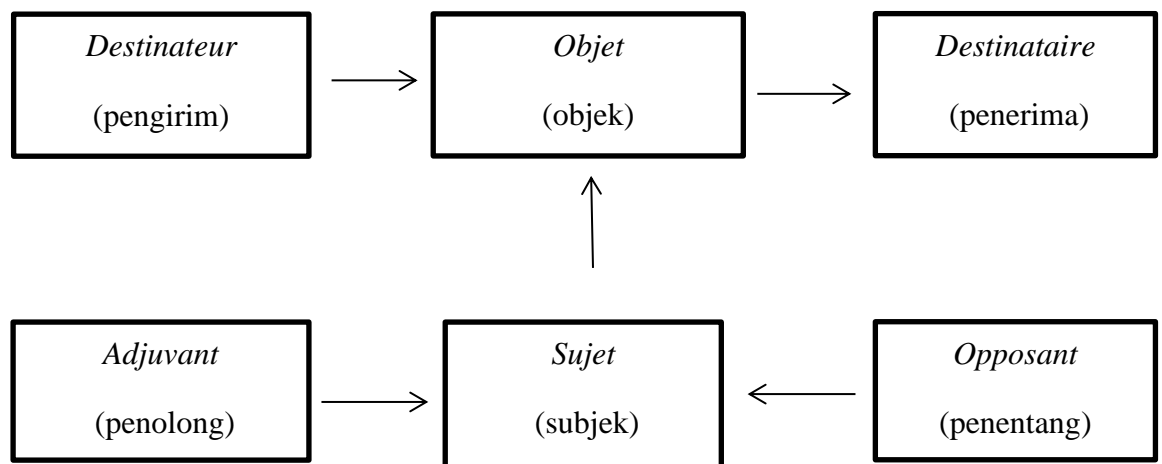 Destinateur
(pengirim)
Objet
(objek)
Destinataire
(penerima)
Adjuvant
(penolong)
Sujet
(subjek)
Opposant
(penentang)